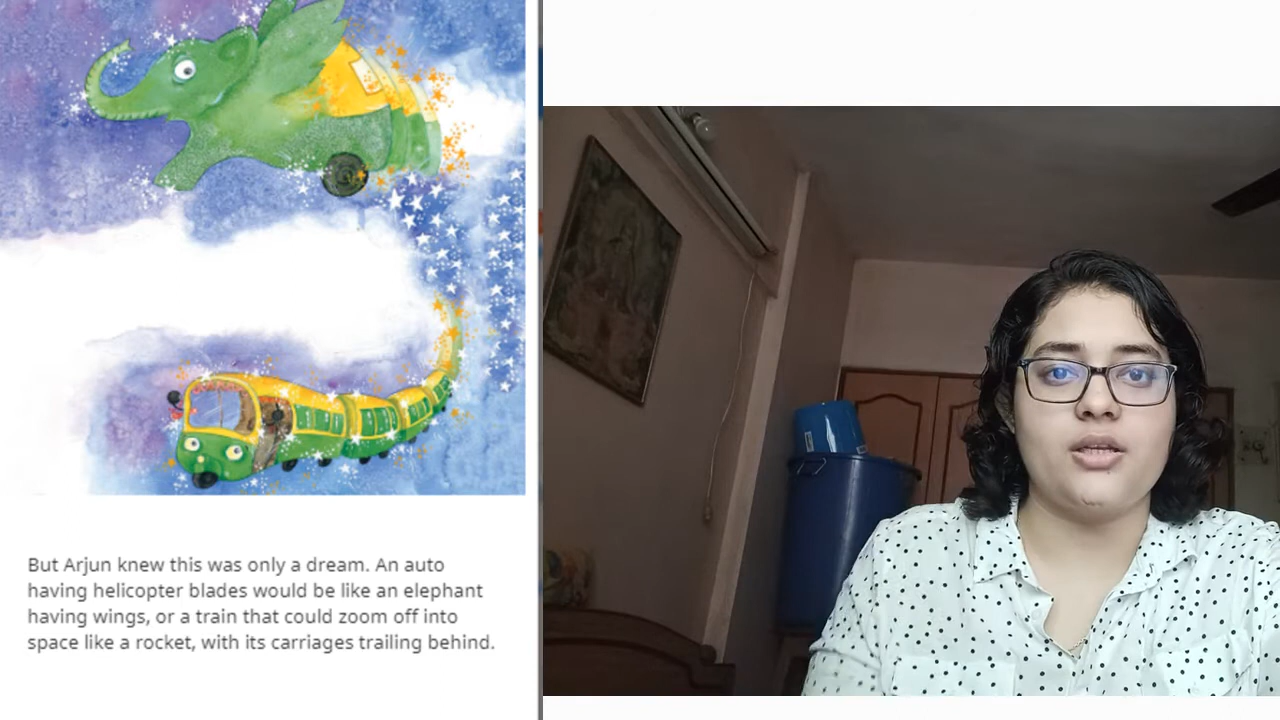 But Arjun knew this was only a dream. An auto
having helicopter blades would be like an elephant
having wings, or a train that could zoom off into
space like a rocket, with its carriages trailing behind.